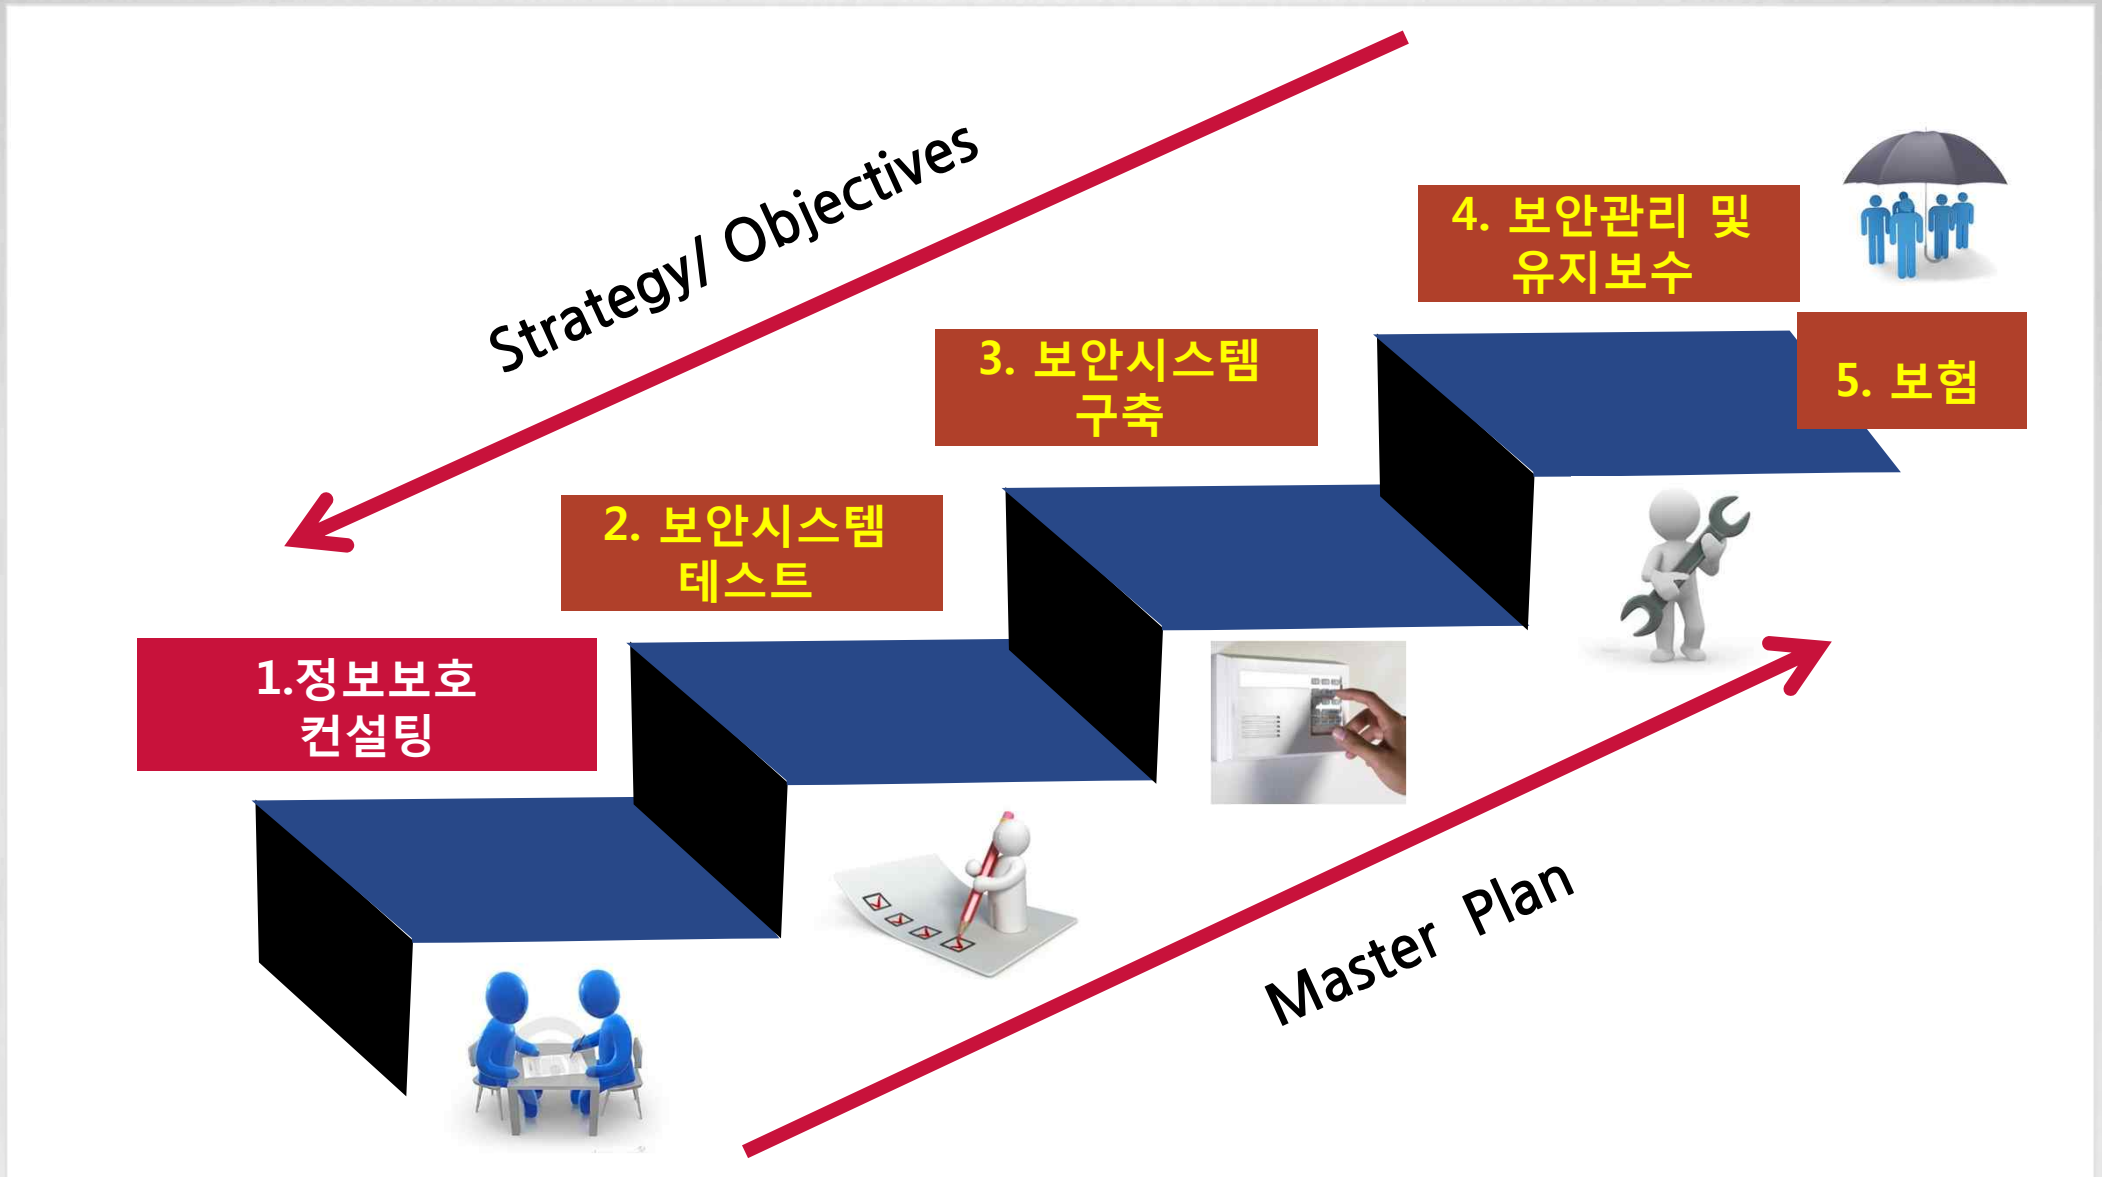 Strategy/ Objectives
4. 보안관리 및
유지보수
3. 보안시스템
구축
5. 보험
2. 보안시스템
테스트
1.정보보호
컨설팅
Master Plan